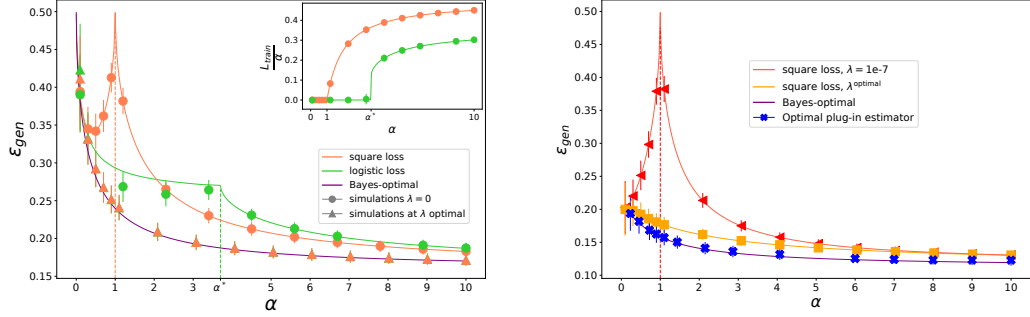 0.50
0.45
0.40
0.35
0.30
0.25
0.20
0.15
ε_gen
0 1 2 3 α* 4 5 6 7 8 9 10
α
0.4
0.3
0.2
0.1
0.0
L_train
α
1 α* 10
α
square loss
logistic loss
Bayes-optimal
simulations λ = 0
simulations at λ optimal
0.50
0.45
0.40
0.35
0.30
0.25
0.20
0.15
0.10
ε_gen
0 1 2 3 4 5 6 7 8 9 10
α
square loss, λ = 1e-7
square loss, λ^optimal
Bayes-optimal
Optimal plug-in estimator